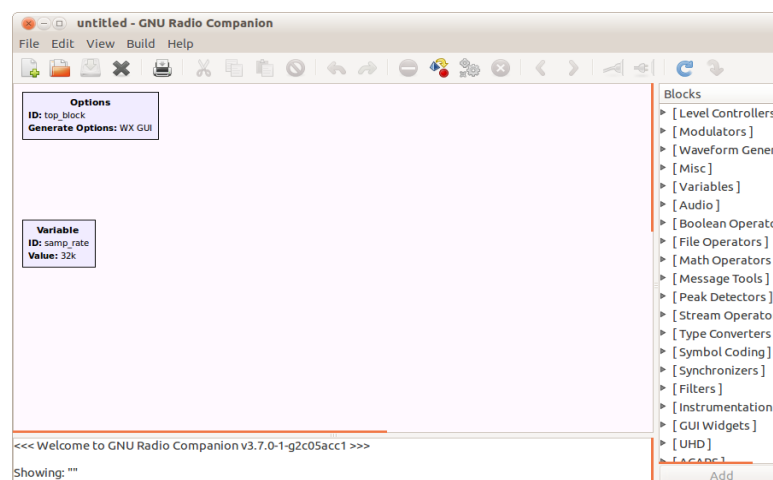 untitled - GNU Radio Companion
File Edit View Build Help
Options
ID: top_block
Generate Options: WX GUI
Variable
ID: samp_rate
Value: 32k
Blocks
[ Level Controllers
[ Modulators ]
[ Waveform Gener
[ Misc ]
[ Variables ]
[ Audio ]
[ Boolean Operato
[ File Operators ]
[ Math Operators
[ Message Tools ]
[ Peak Detectors ]
[ Stream Operato
[ Type Converters
[ Symbol Coding ]
[ Synchronizers ]
[ Filters ]
[ Instrumentation
[ GUI Widgets ]
[ UHD ]
Add
<<< Welcome to GNU Radio Companion v3.7.0-1-g2c05acc1 >>>
Showing: ""